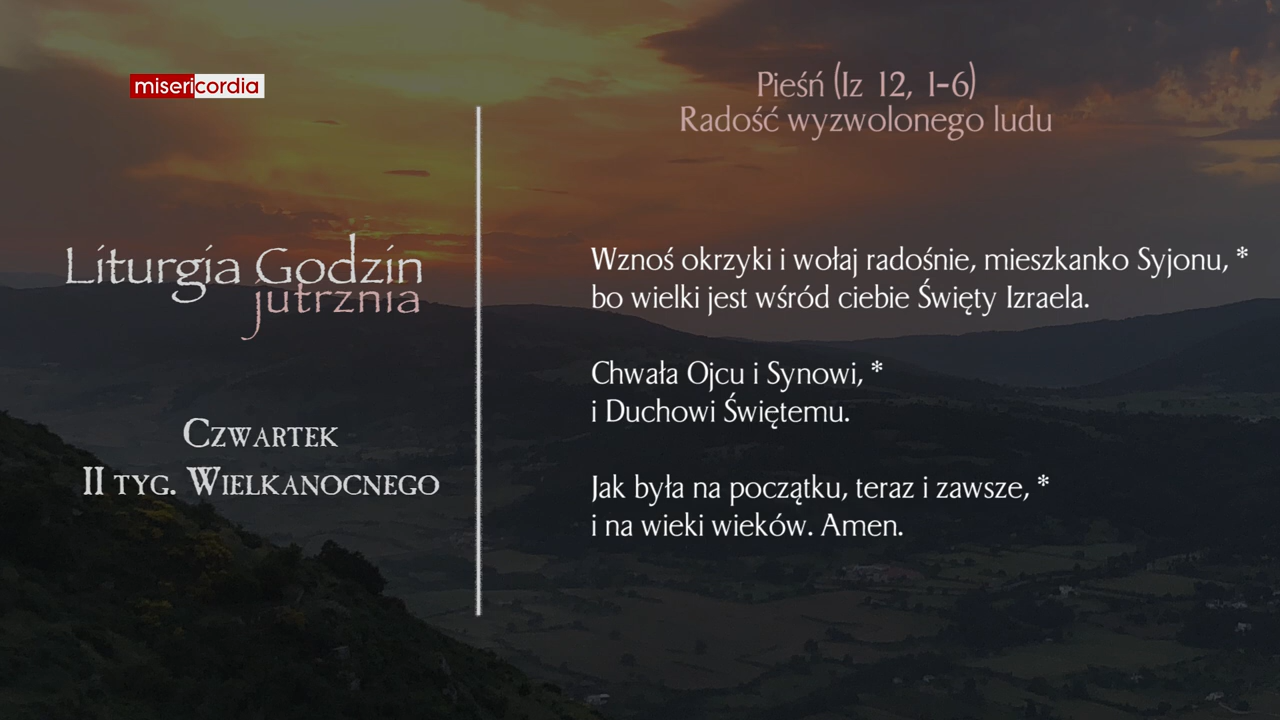 misericordia
Liturgia Godzin
jutrznia
Czwartek
II tyg. Wielkanocnego
Pieśń (Iz 12, 1-6)
Radość wyzwolonego ludu
Wznoś okrzyki i wołaj radośnie, mieszkanko Syjonu, *
bo wielki jest wśród ciebie Święty Izraela.
Chwała Ojcu i Synowi, *
i Duchowi Świętemu.
Jak była na początku, teraz i zawsze, *
i na wieki wieków. Amen.